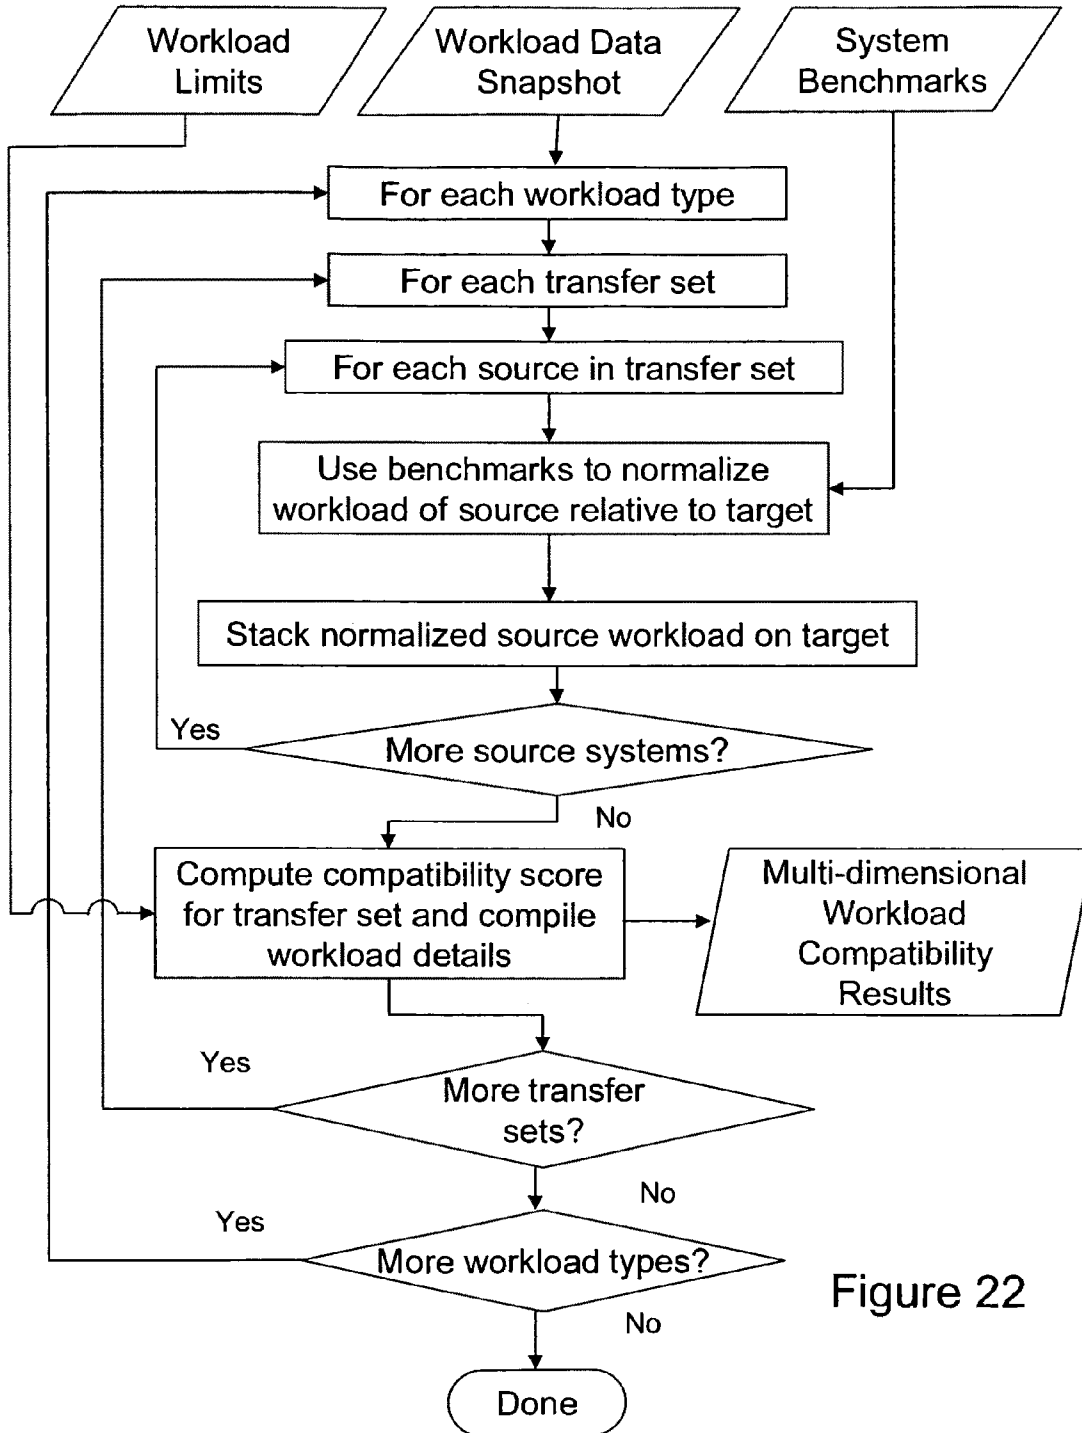 Workload
Limits
Workload Data
Snapshot
System
Benchmarks
For each workload type
For each transfer set
For each source in transfer set
Use benchmarks to normalize
workload of source relative to target
Stack normalized source workload on target
Yes
More source systems?
No
Compute compatibility score
for transfer set and compile
workload details
Multi-dimensional
Workload
Compatibility
Results
Yes
More transfer
sets?
No
Yes
More workload types?
No
Figure 22
Done